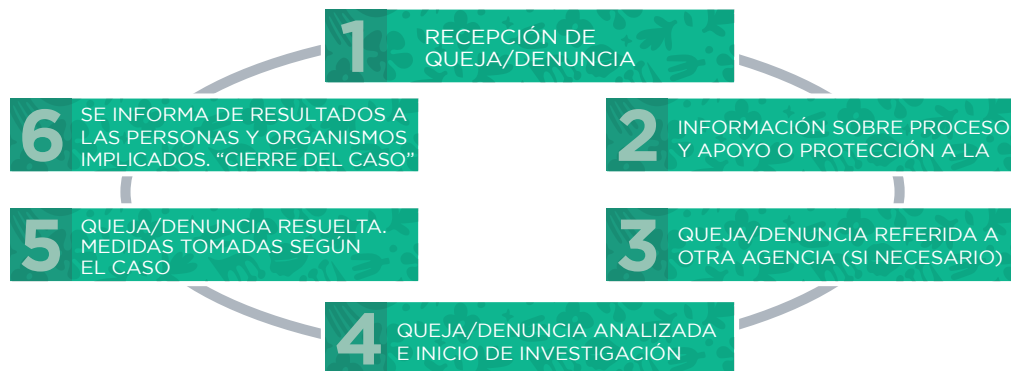 1
RECEPCIÓN DE
QUEJA/DENUNCIA
2
INFORMACIÓN SOBRE PROCESO
Y APOYO O PROTECCIÓN A LA
3
QUEJA/DENUNCIA REFERIDA A
OTRA AGENCIA (SI NECESARIO)
4
QUEJA/DENUNCIA ANALIZADA
E INICIO DE INVESTIGACIÓN
5
QUEJA/DENUNCIA RESUELTA.
MEDIDAS TOMADAS SEGÚN
EL CASO
6
SE INFORMA DE RESULTADOS A
LAS PERSONAS Y ORGANISMOS
IMPLICADOS. “CIERRE DEL CASO”